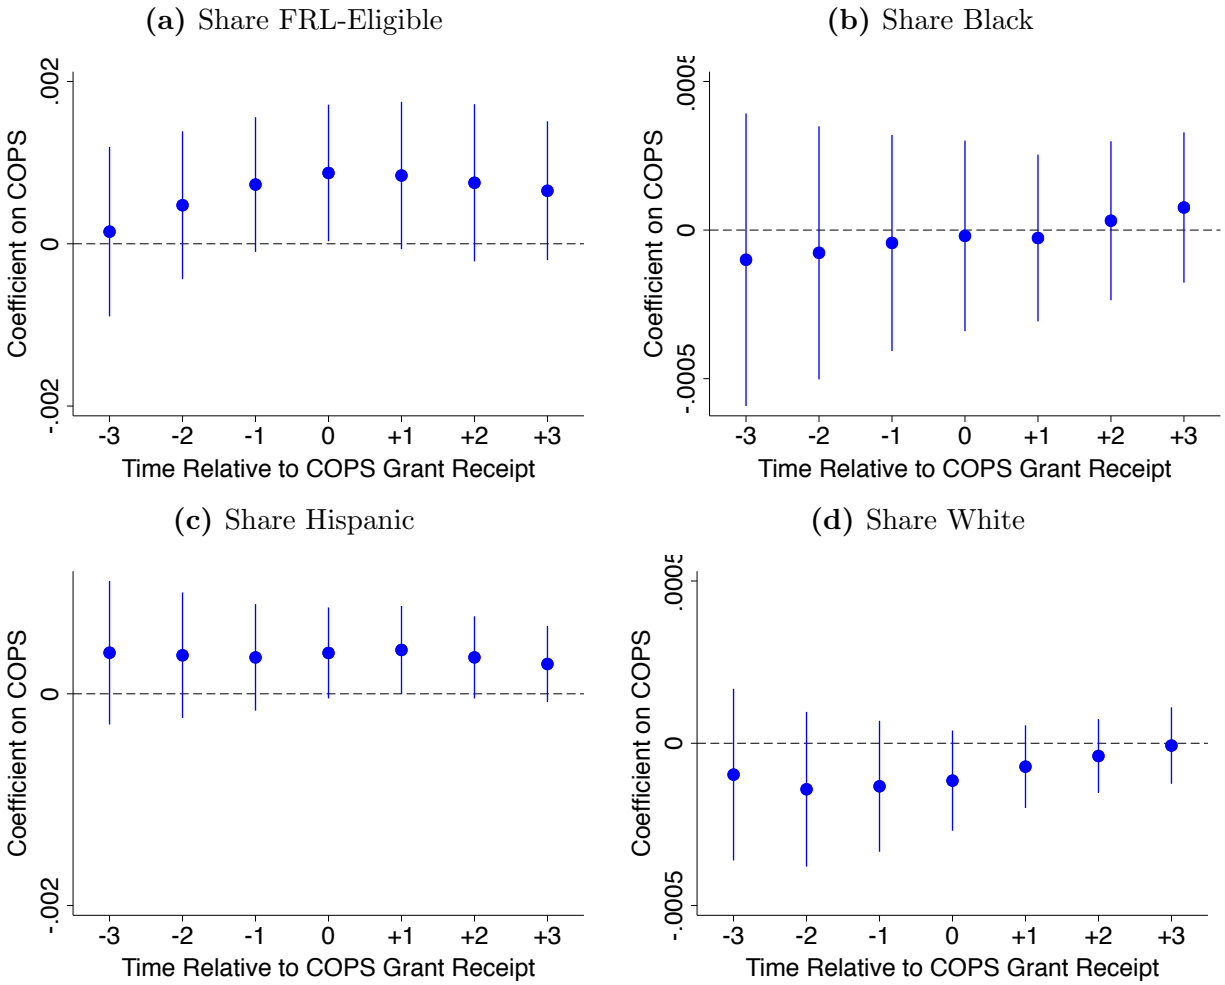 (a) Share FRL-Eligible
Coefficient on COPS
.002
0
-.002
-3 -2 -1 0 +1 +2 +3
Time Relative to COPS Grant Receipt
(b) Share Black
Coefficient on COPS
.0005
0
-.0005
-3 -2 -1 0 +1 +2 +3
Time Relative to COPS Grant Receipt
(c) Share Hispanic
Coefficient on COPS
0
-.002
-3 -2 -1 0 +1 +2 +3
Time Relative to COPS Grant Receipt
(d) Share White
Coefficient on COPS
.0005
0
-.0005
-3 -2 -1 0 +1 +2 +3
Time Relative to COPS Grant Receipt